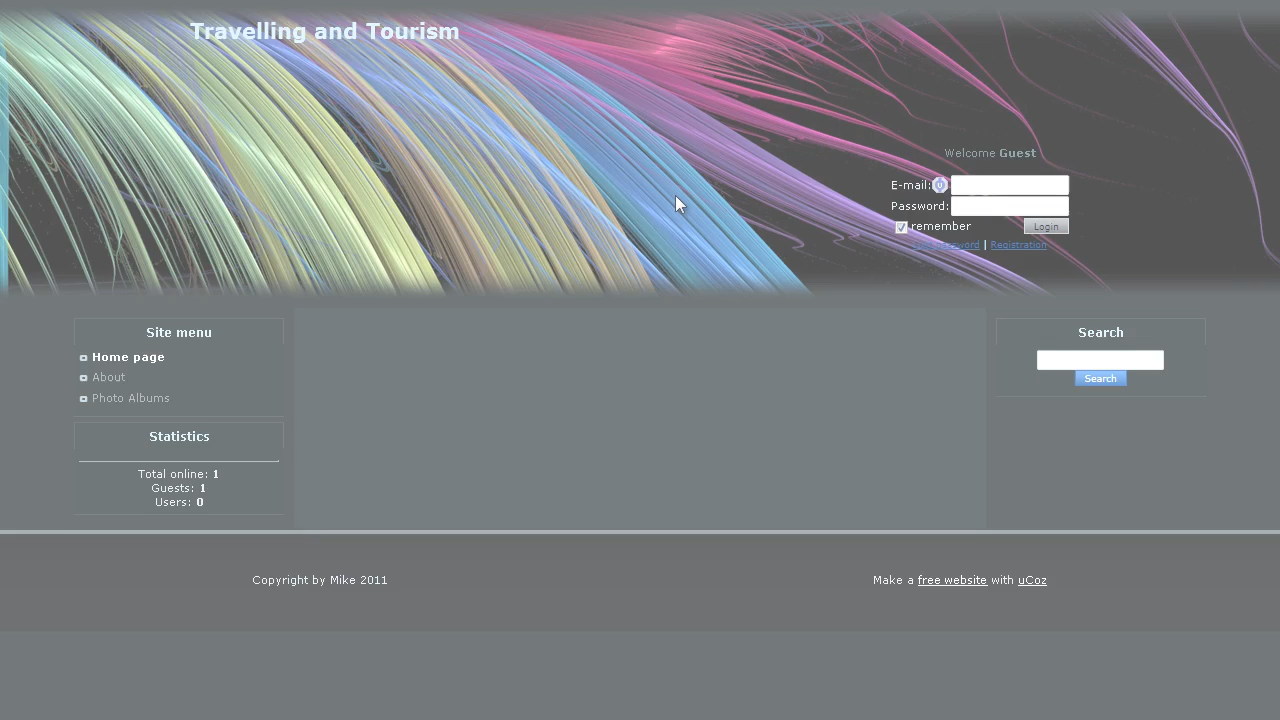 Travelling and Tourism
Welcome Guest
E-mail:
Password:
remember
Login
password | Registration
Site menu
Home page
About
Photo Albums
Statistics
Total online: 1
Guests: 1
Users: 0
Search
Search
Copyright by Mike 2011
Make a free website with uCoz